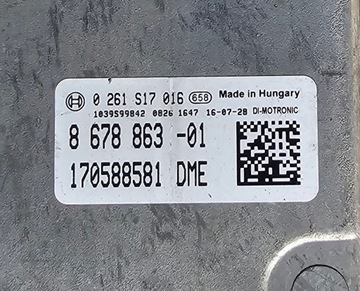 0 261 S17 016 658 Made in Hungary
1039S99842 0826 1647 16-07-28 DI-MOTRONIC
8 678 863 -01
170588581 DME